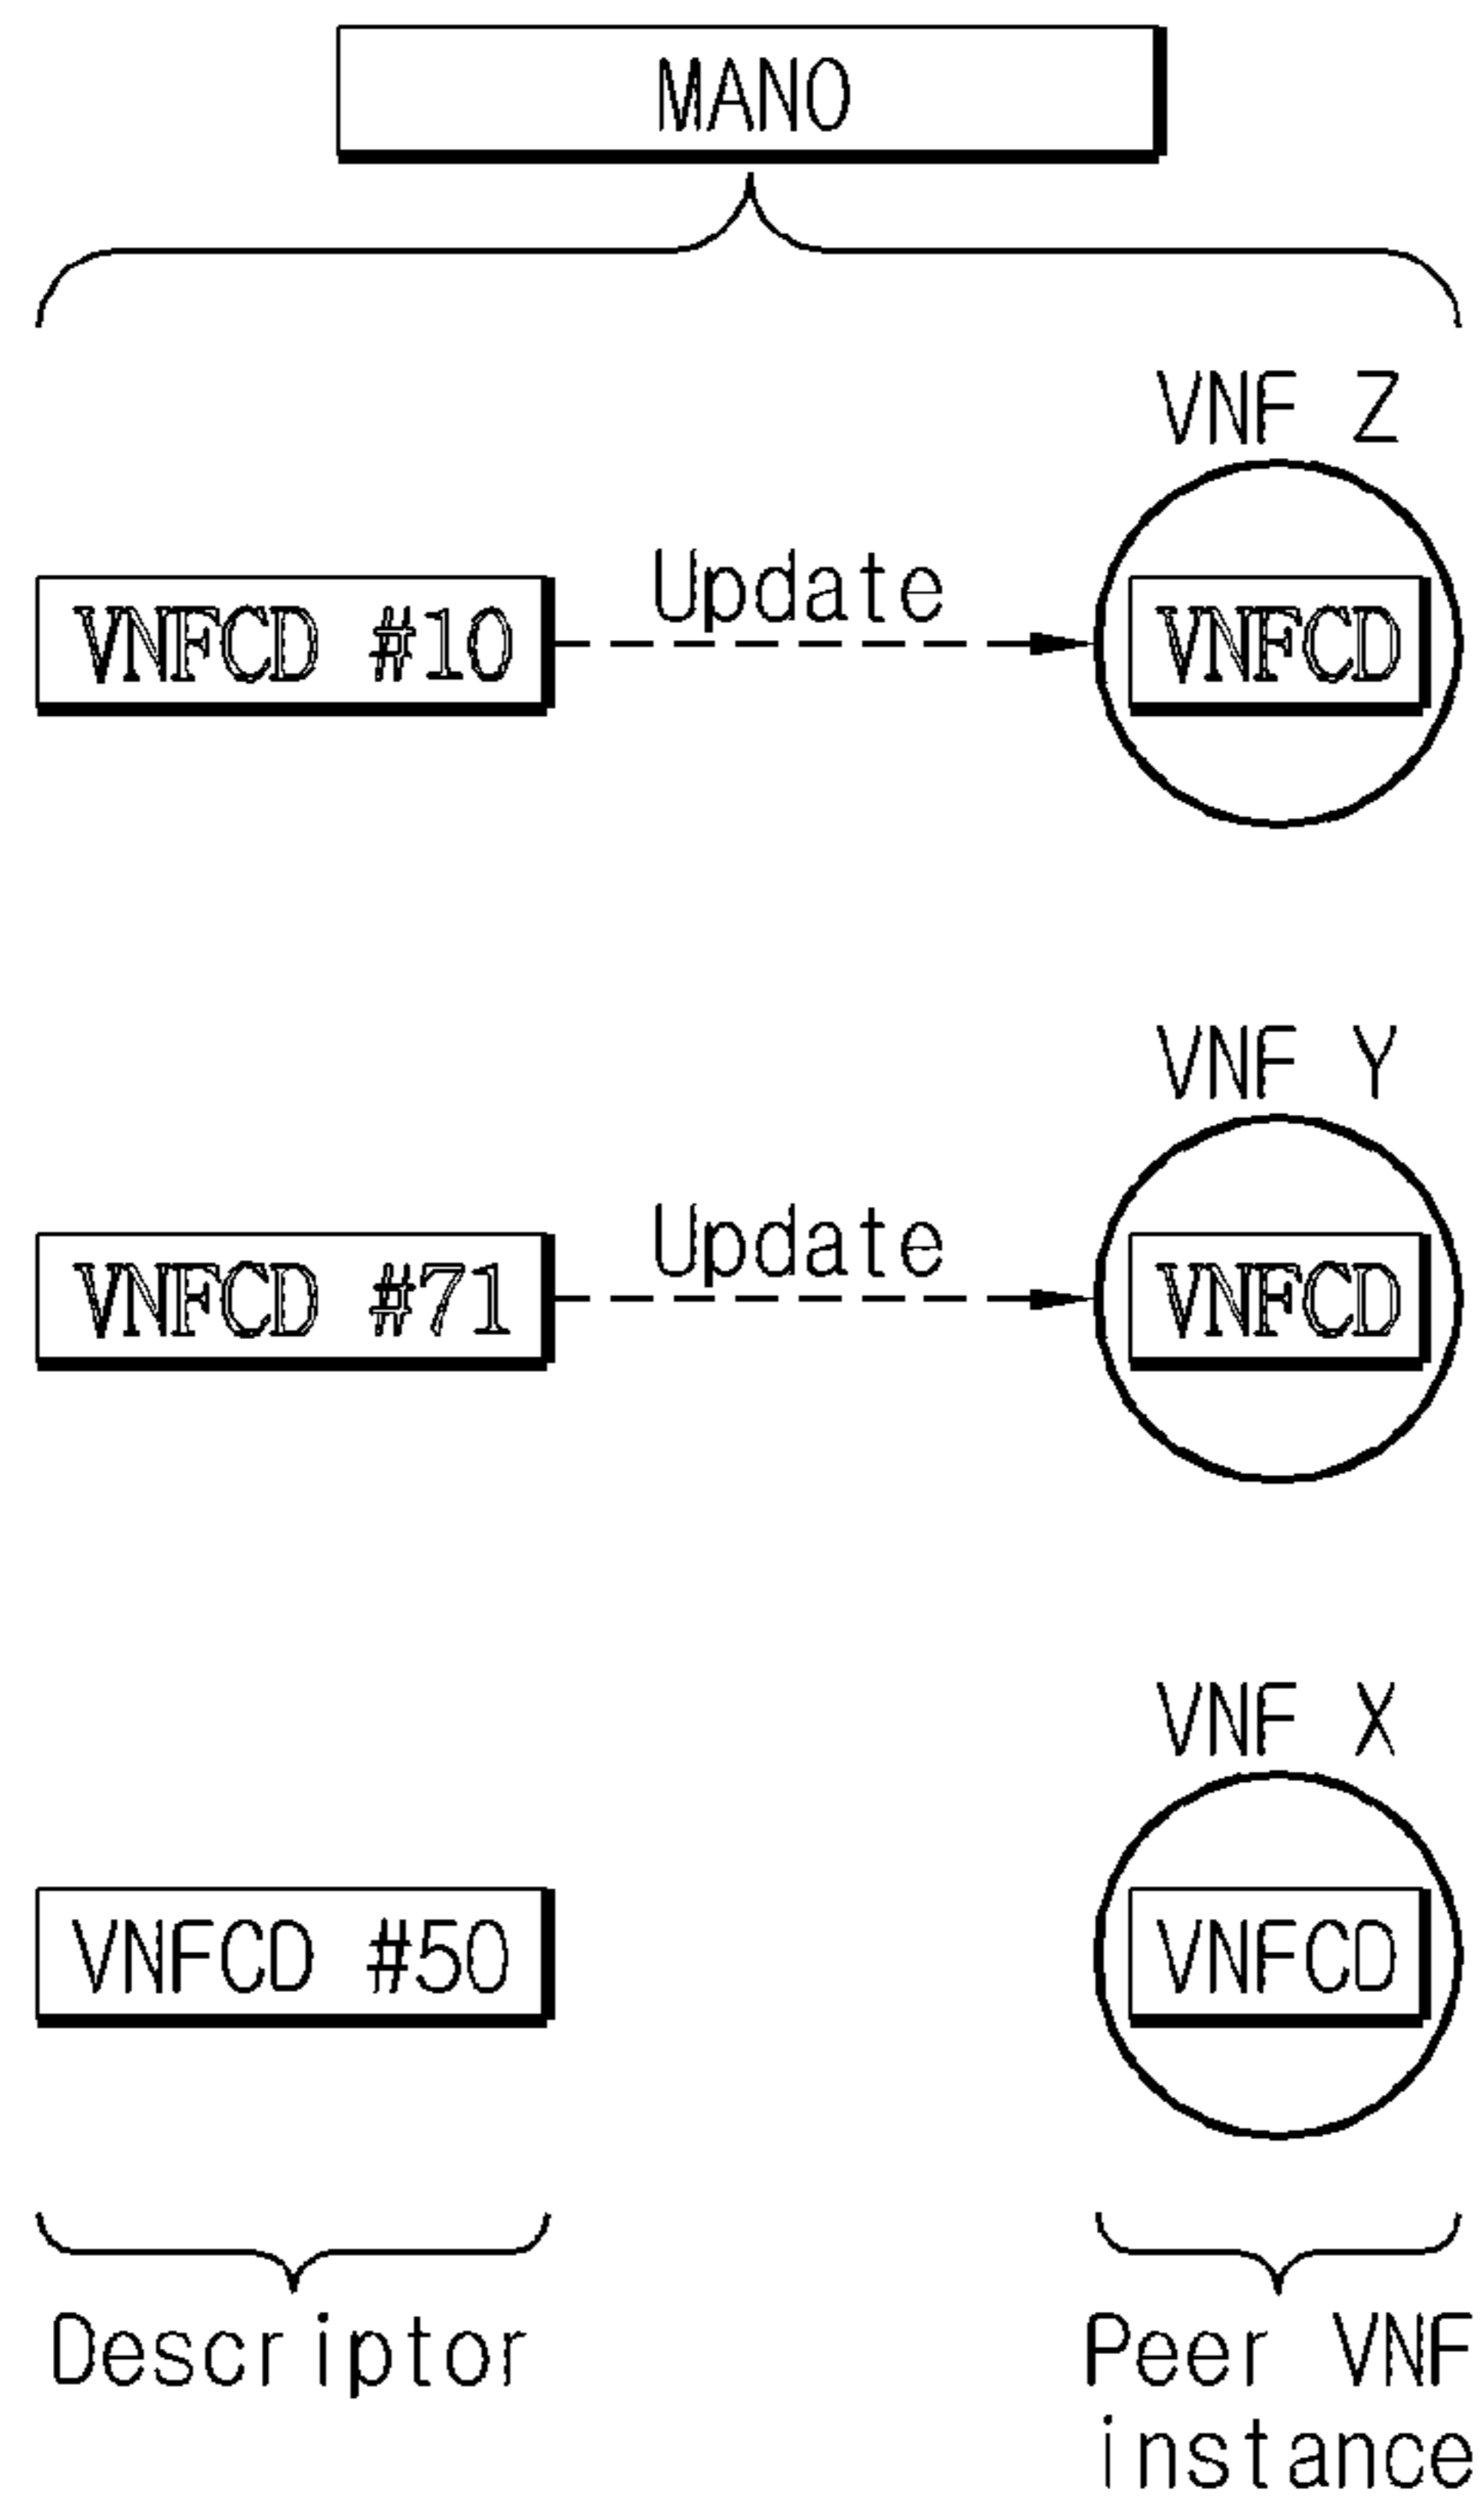 MANO
VNF Z
Update
VNFCD #10
VNFCD
VNF Y
Update
VNFCD #71
VNFCD
VNF X
VNFCD #50
VNFCD
Descriptor
Peer VNF
instance